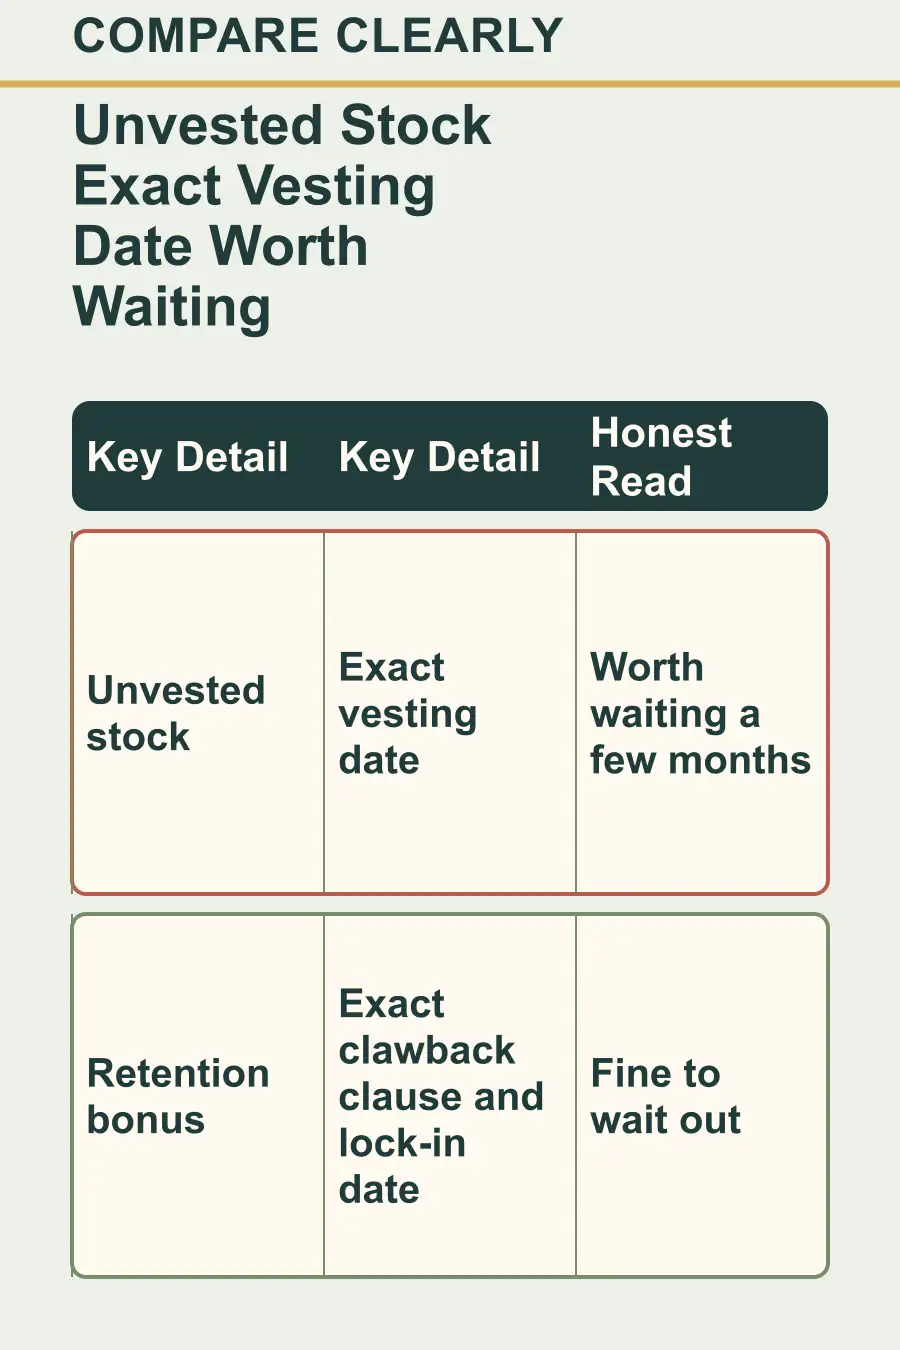 COMPARE CLEARLY
Unvested Stock
Exact Vesting
Date Worth
Waiting
Key Detail
Key Detail
Honest
Read
Unvested
stock
Exact
vesting
date
Worth
waiting a
few months
Retention
bonus
Exact
clawback
clause and
lock-in
date
Fine to
wait out